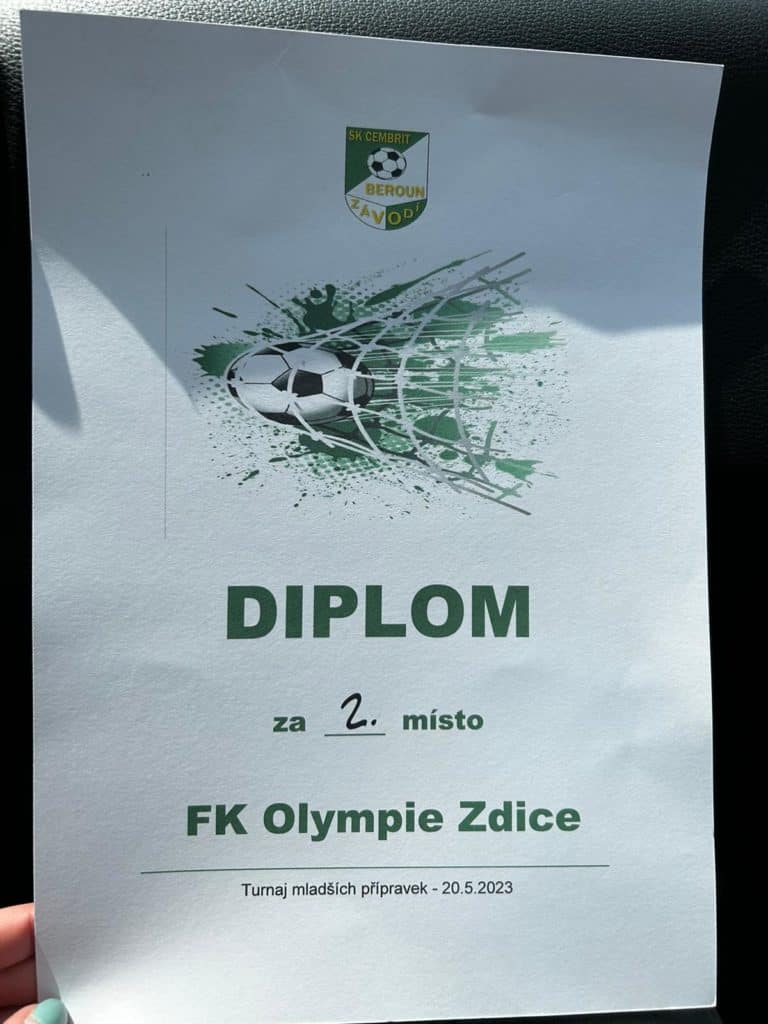 SK CEMBRIT
BEROUN
ZÁVODÍ
DIPLOM
za 2. místo
FK Olympie Zdice
Turnaj mladších přípravek - 20.5.2023